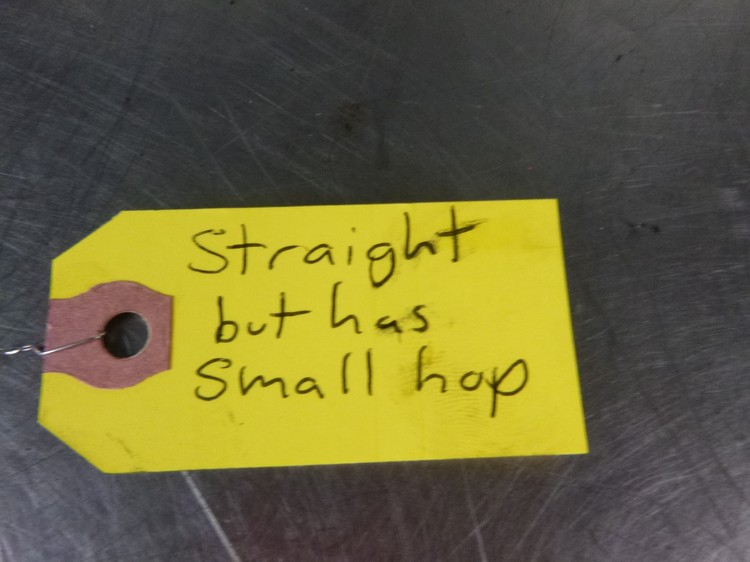 Straight
but has
Small hop